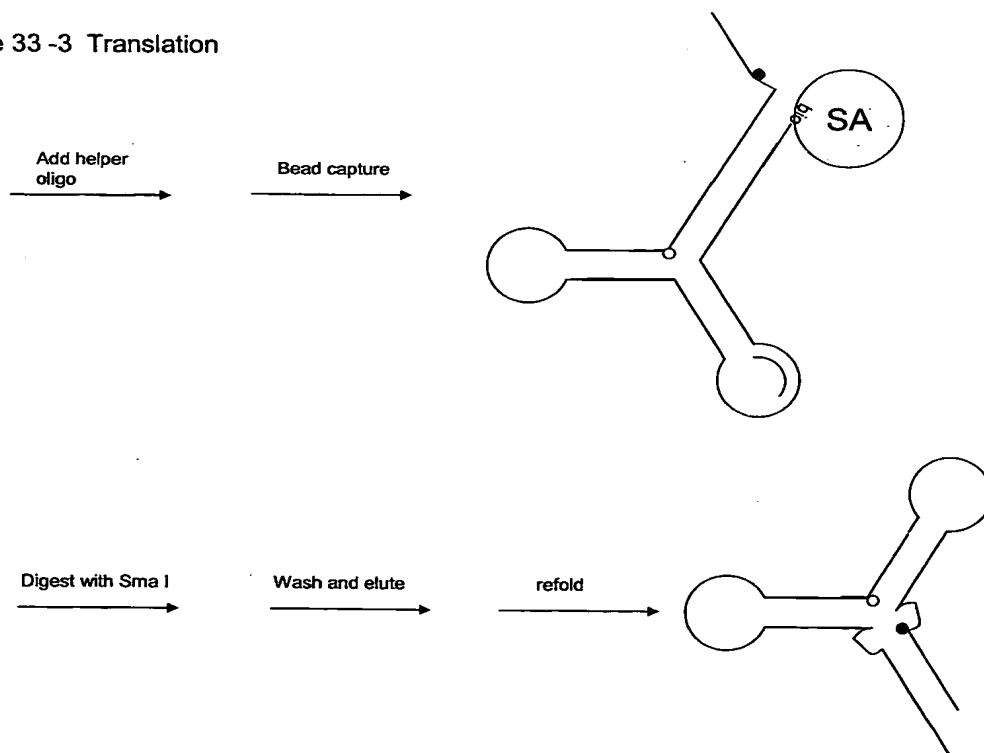 e 33 -3 Translation
bio
SA
Add helper
oligo
Bead capture
Digest with Sma I
Wash and elute
refold